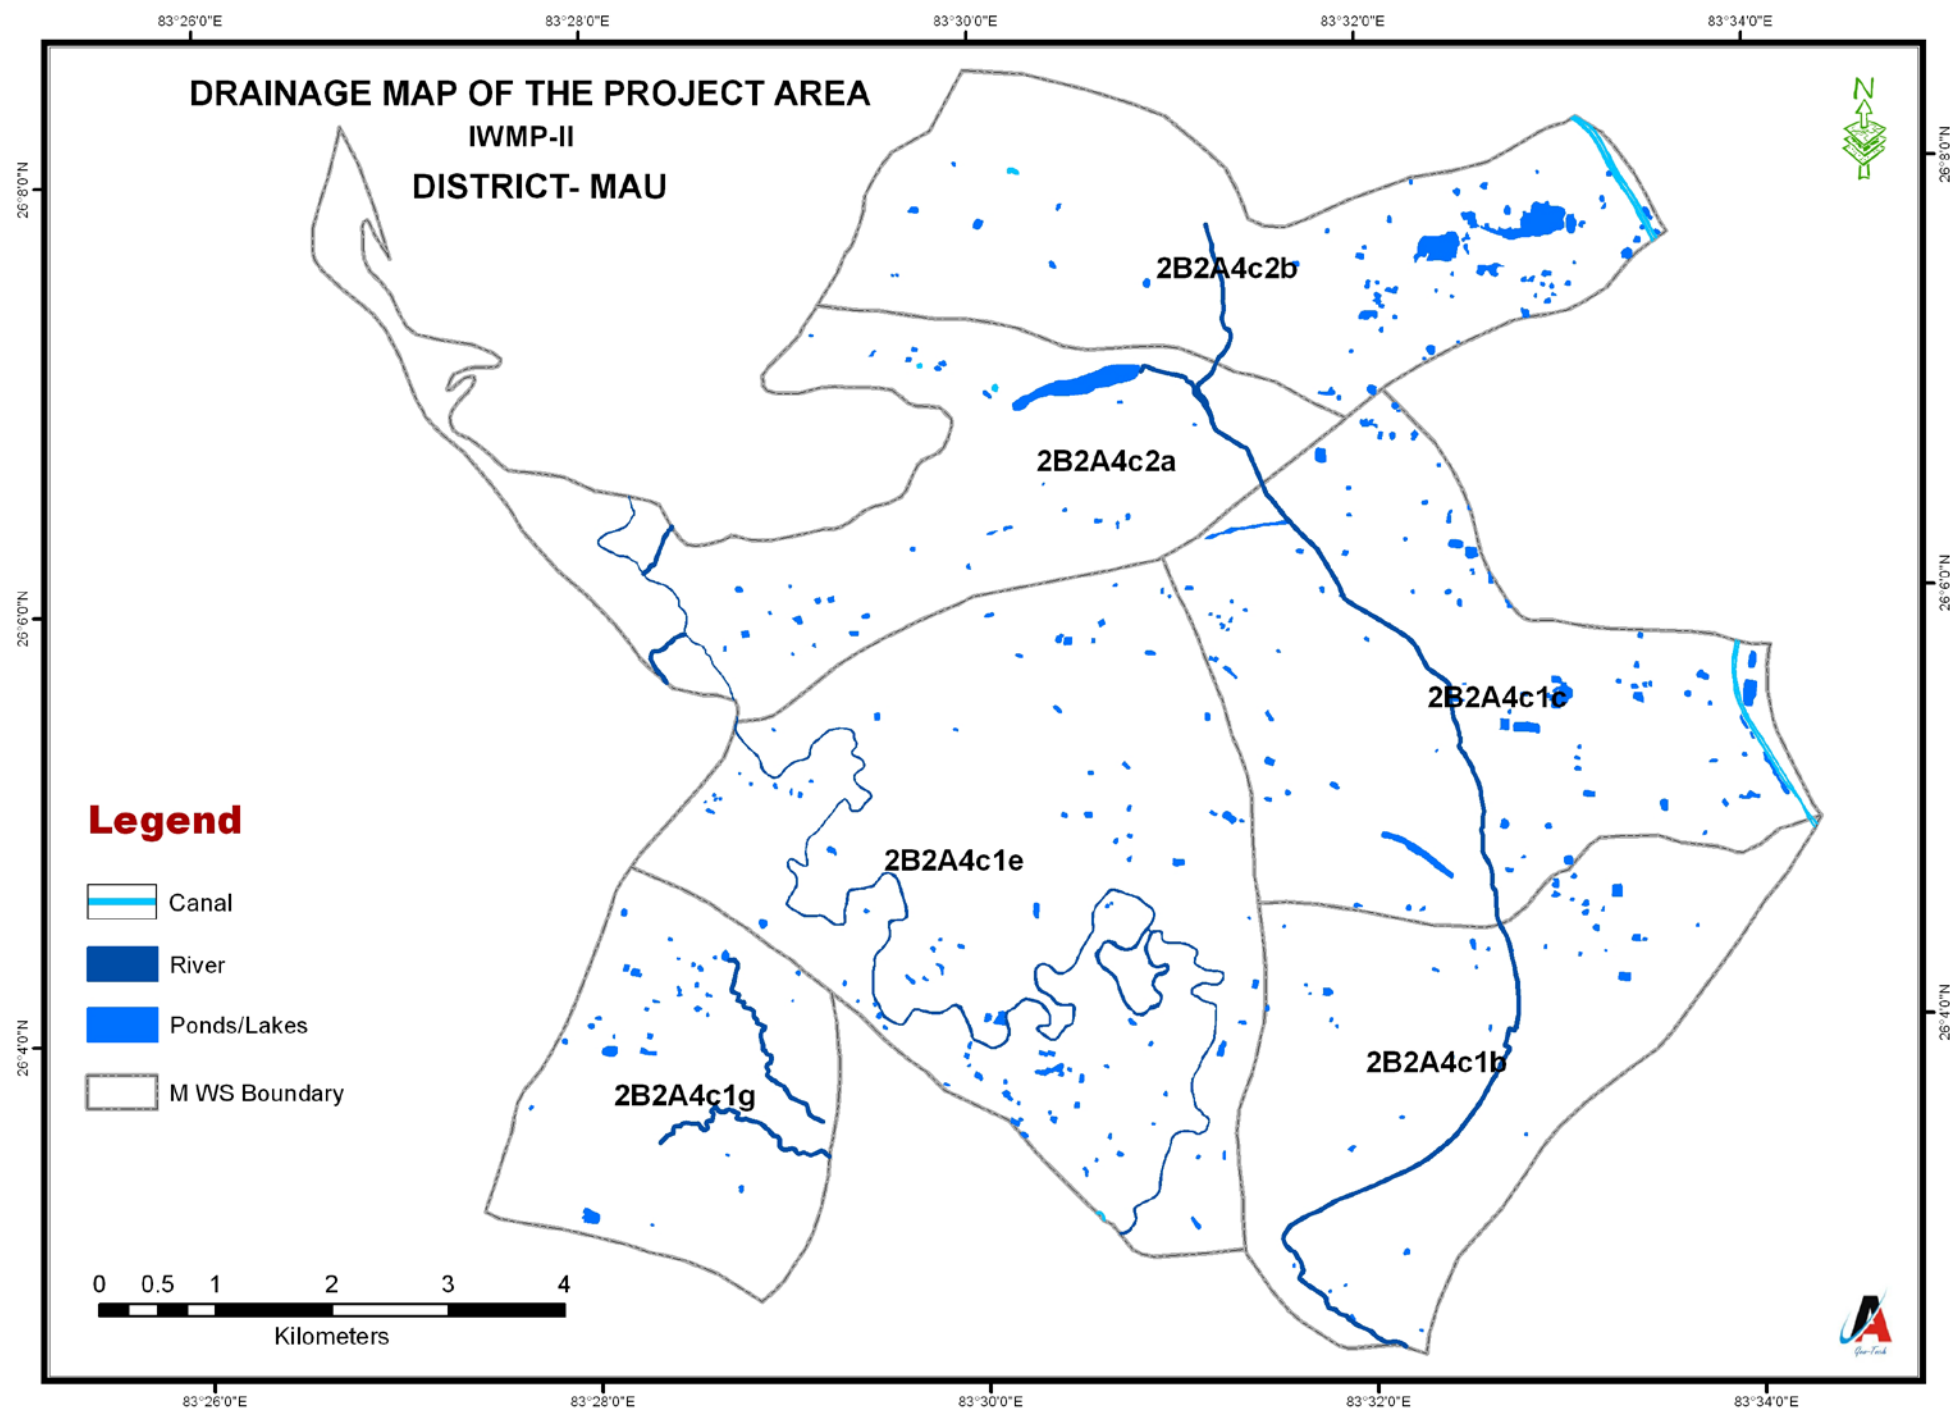 83°26'0"E 83°28'0"E 83°30'0"E 83°32'0"E 83°34'0"E
DRAINAGE MAP OF THE PROJECT AREA
IWMP-II
DISTRICT- MAU
N
26°8'0"N
26°8'0"N
2B2A4c2b
2B2A4c2a
26°6'0"N
26°6'0"N
2B2A4c1c
2B2A4c1e
Legend
Canal
River
Ponds/Lakes
M WS Boundary
26°4'0"N
26°4'0"N
2B2A4c1b
2B2A4c1g
0 0.5 1 2 3 4
Kilometers
A
Geo-Tech
83°26'0"E 83°28'0"E 83°30'0"E 83°32'0"E 83°34'0"E